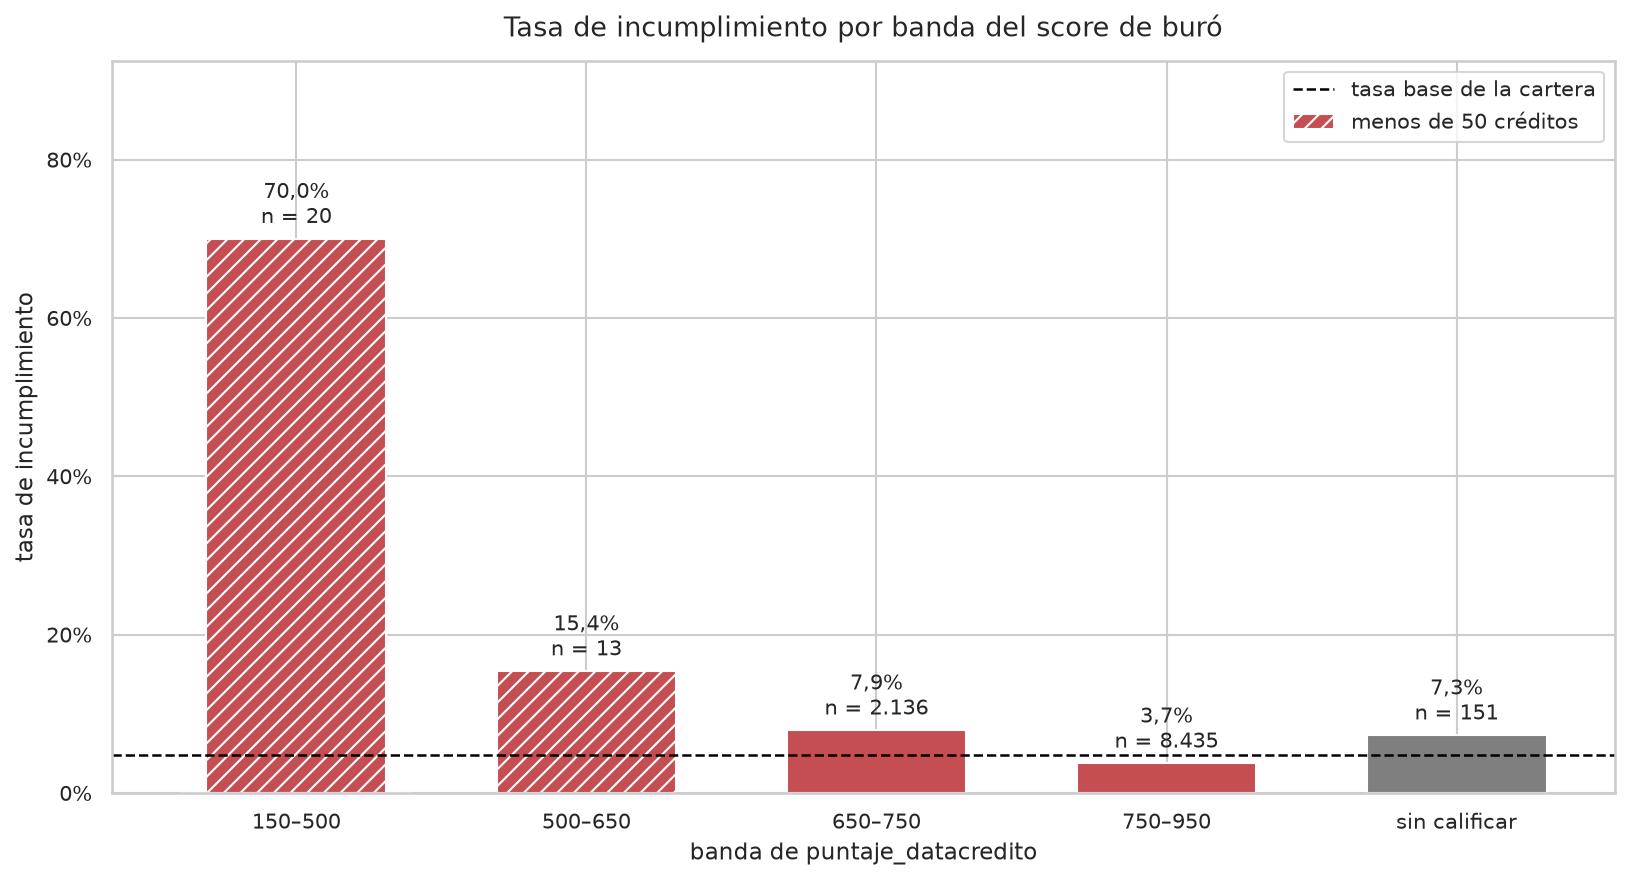 Tasa de incumplimiento por banda del score de buró
tasa base de la cartera
menos de 50 créditos
tasa de incumplimiento
80%
60%
40%
20%
0%
70,0%
n = 20
15,4%
n = 13
7,9%
n = 2.136
3,7%
n = 8.435
7,3%
n = 151
150–500
500–650
650–750
750–950
sin calificar
banda de puntaje_datacredito